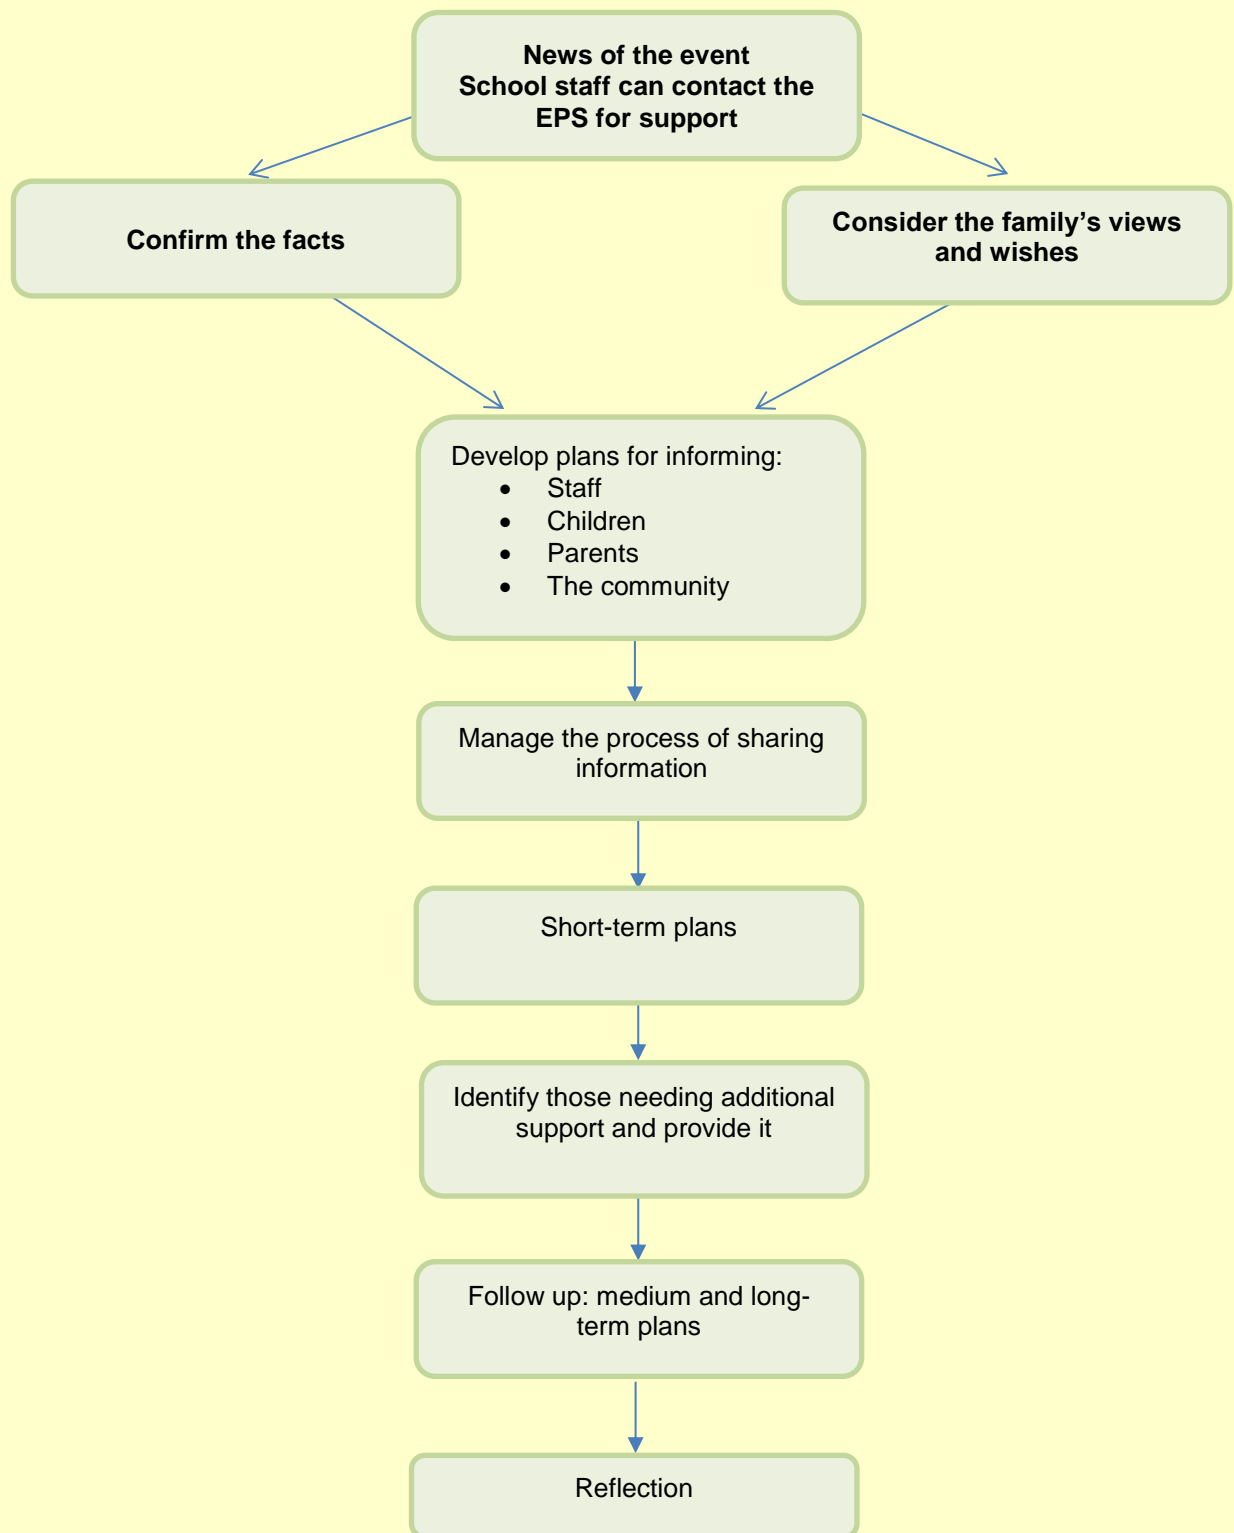 News of the event
School staff can contact the
EPS for support
Confirm the facts
Consider the family’s views
and wishes
Develop plans for informing:
• Staff
• Children
• Parents
• The community
Manage the process of sharing
information
Short-term plans
Identify those needing additional
support and provide it
Follow up: medium and long-
term plans
Reflection